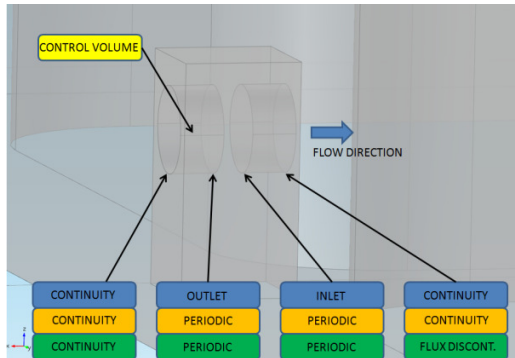 CONTROL VOLUME
FLOW DIRECTION
CONTINUITY OUTLET INLET CONTINUITY
CONTINUITY PERIODIC PERIODIC CONTINUITY
CONTINUITY PERIODIC PERIODIC FLUX DISCONT.
z
x
y